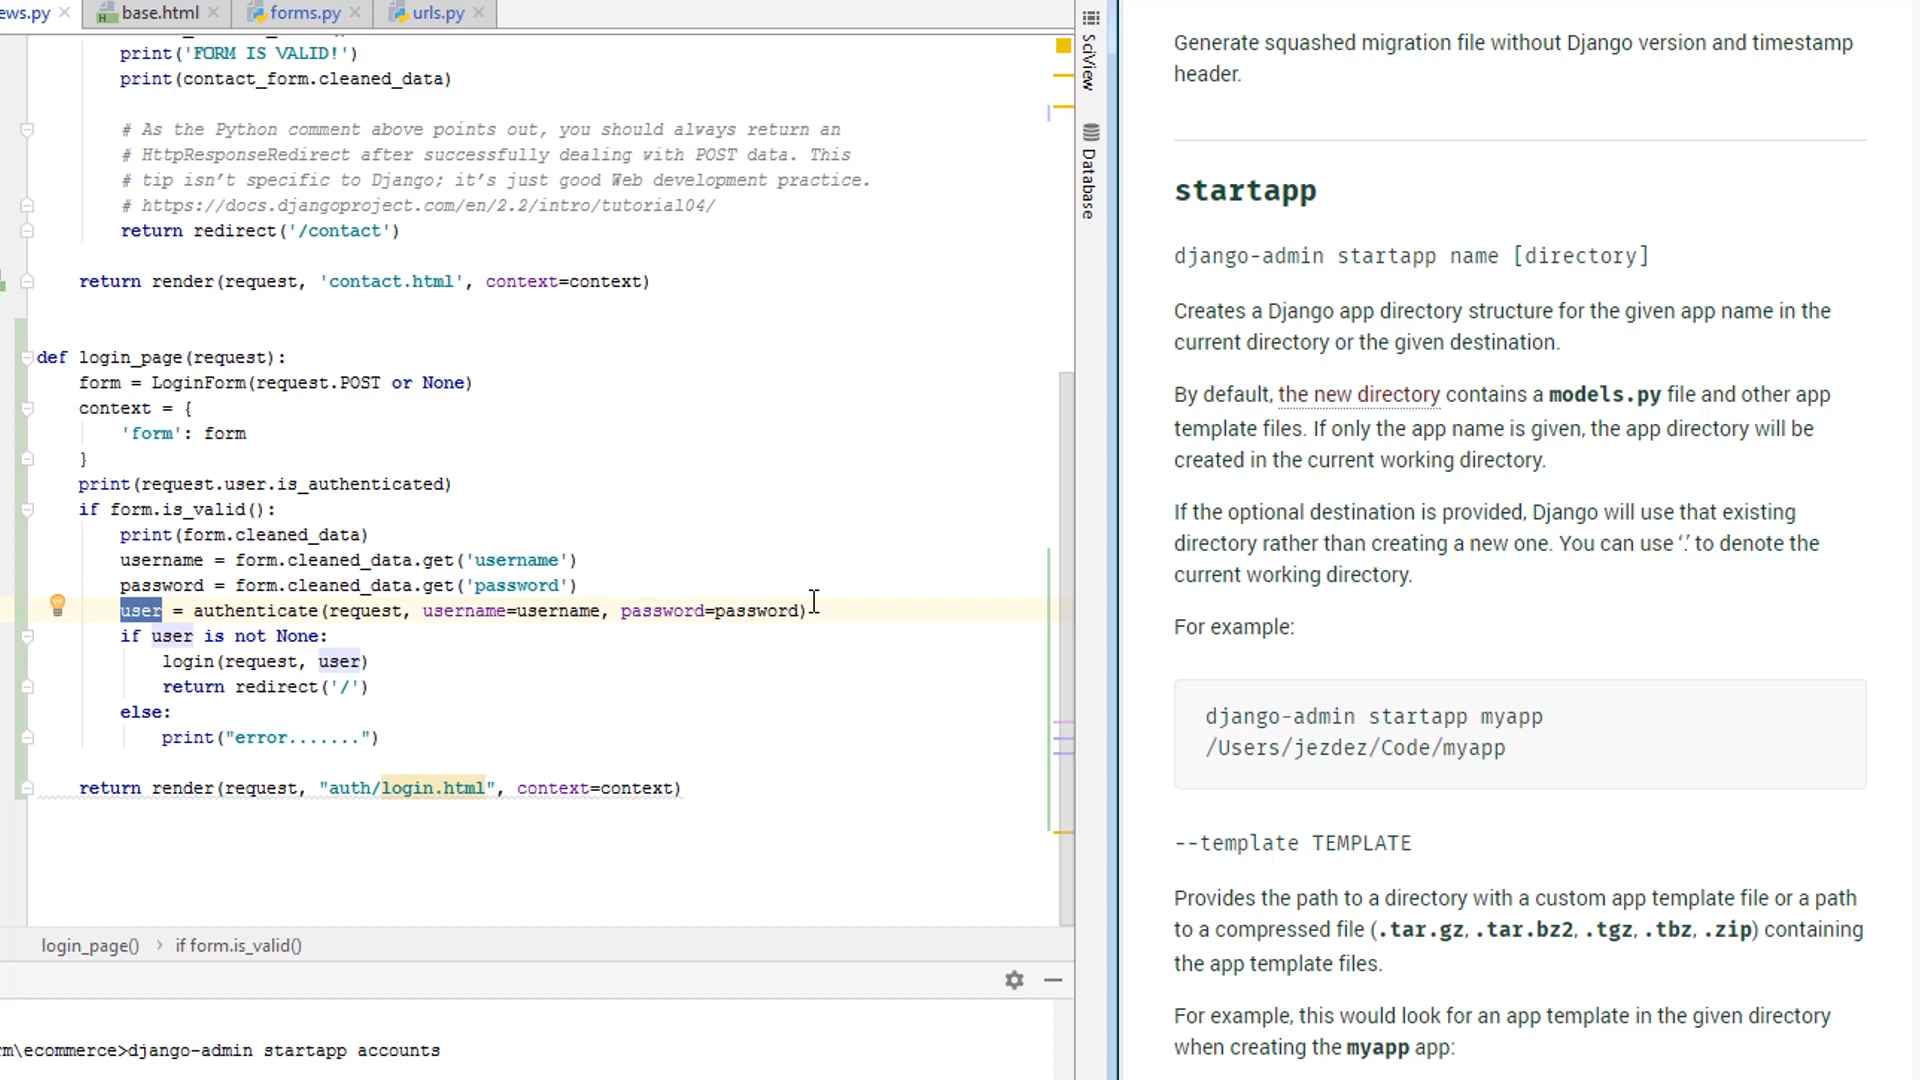 ews.py
base.html
forms.py
urls.py
print('FORM IS VALID!')
print(contact_form.cleaned_data)
# As the Python comment above points out, you should always return an
# HttpResponseRedirect after successfully dealing with POST data. This
# tip isn’t specific to Django; it’s just good Web development practice.
# https://docs.djangoproject.com/en/2.2/intro/tutorial04/
return redirect('/contact')
return render(request, 'contact.html', context=context)
def login_page(request):
form = LoginForm(request.POST or None)
context = {
'form': form
}
print(request.user.is_authenticated)
if form.is_valid():
print(form.cleaned_data)
username = form.cleaned_data.get('username')
password = form.cleaned_data.get('password')
user = authenticate(request, username=username, password=password)
if user is not None:
login(request, user)
return redirect('/')
else:
print("error.......")
return render(request, "auth/login.html", context=context)
login_page() › if form.is_valid()
rm\ecommerce>django-admin startapp accounts
SciView
Database
Generate squashed migration file without Django version and timestamp
header.
startapp
django-admin startapp name [directory]
Creates a Django app directory structure for the given app name in the
current directory or the given destination.
By default, the new directory contains a models.py file and other app
template files. If only the app name is given, the app directory will be
created in the current working directory.
If the optional destination is provided, Django will use that existing
directory rather than creating a new one. You can use ‘.’ to denote the
current working directory.
For example:
django-admin startapp myapp
/Users/jezdez/Code/myapp
--template TEMPLATE
Provides the path to a directory with a custom app template file or a path
to a compressed file (.tar.gz, .tar.bz2, .tgz, .tbz, .zip) containing
the app template files.
For example, this would look for an app template in the given directory
when creating the myapp app: